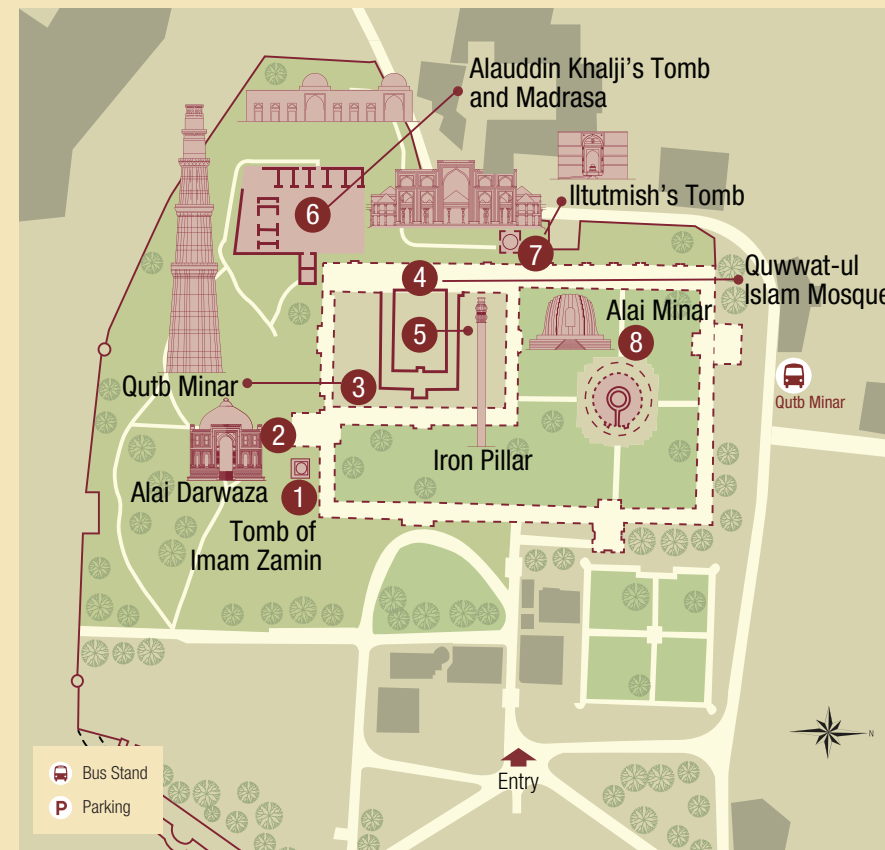 Alauddin Khalji's Tomb
and Madrasa
6
Iltutmish's Tomb
7
4
Quwwat-ul
Islam Mosque
5
Alai Minar
8
Qutb Minar
3
Qutb Minar
2
Iron Pillar
Alai Darwaza
1
Tomb of
Imam Zamin
N
Bus Stand
P Parking
Entry